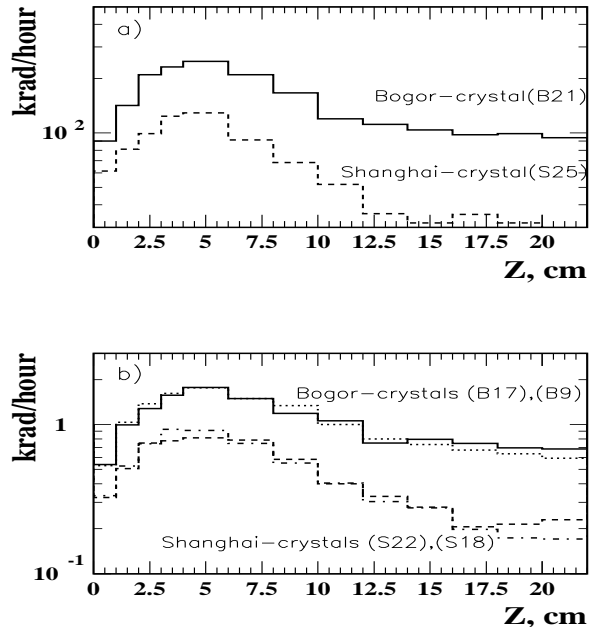 krad/hour
a)
Bogor-crystal(B21)
10 2
Shanghai-crystal(S25)
0 2.5 5 7.5 10 12.5 15 17.5 20
Z, cm
krad/hour
b)
Bogor-crystals (B17),(B9)
1
Shanghai-crystals (S22),(S18)
10 -1
0 2.5 5 7.5 10 12.5 15 17.5 20
Z, cm